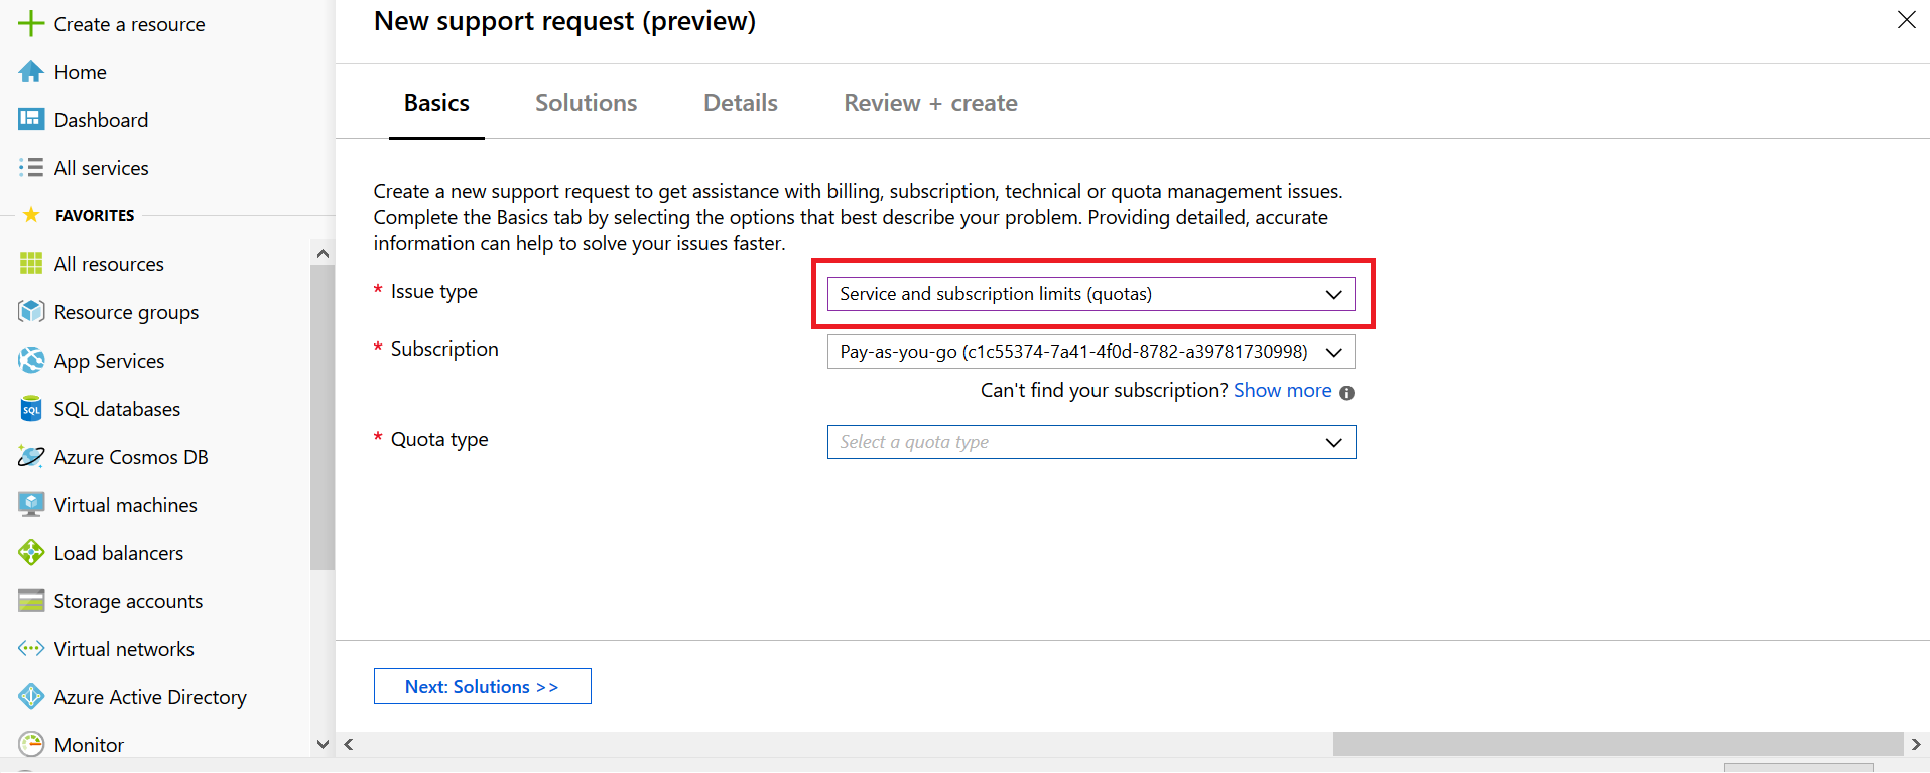 Create a resource
Home
Dashboard
All services
FAVORITES
All resources
Resource groups
App Services
SQL
SQL databases
Azure Cosmos DB
Virtual machines
Load balancers
Storage accounts
Virtual networks
Azure Active Directory
Monitor
New support request (preview)
Basics Solutions Details Review + create
Create a new support request to get assistance with billing, subscription, technical or quota management issues.
Complete the Basics tab by selecting the options that best describe your problem. Providing detailed, accurate
information can help to solve your issues faster.
* Issue type Service and subscription limits (quotas)
* Subscription Pay-as-you-go (c1c55374-7a41-4f0d-8782-a39781730998)
Can't find your subscription? Show more
* Quota type Select a quota type
Next: Solutions >>